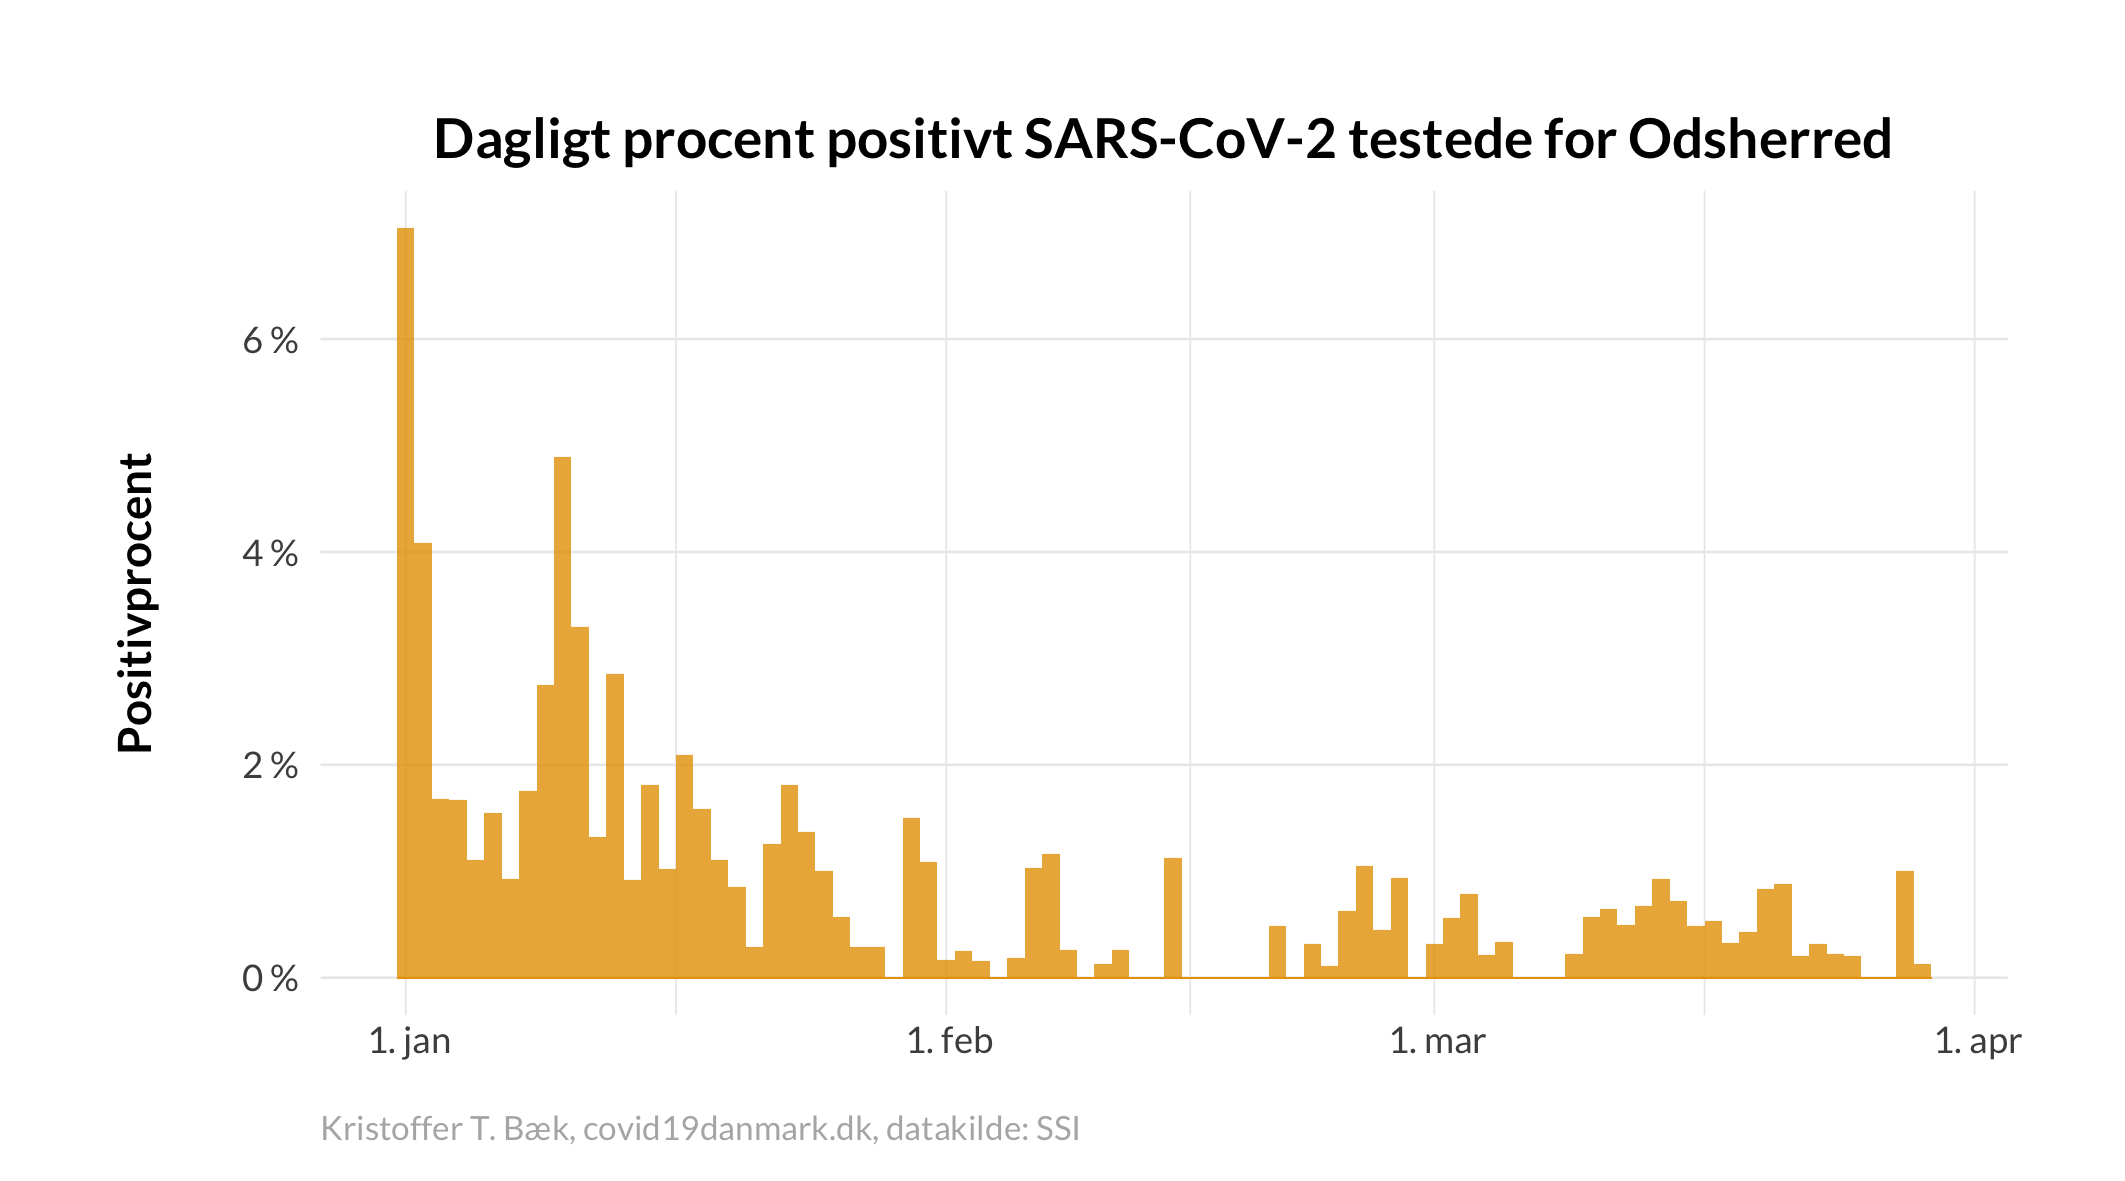 Dagligt procent positivt SARS-CoV-2 testede for Odsherred
Positivprocent
6 %
4 %
2 %
0 %
1. jan
1. feb
1. mar
1. apr
Kristoffer T. Bæk, covid19danmark.dk, datakilde: SSI